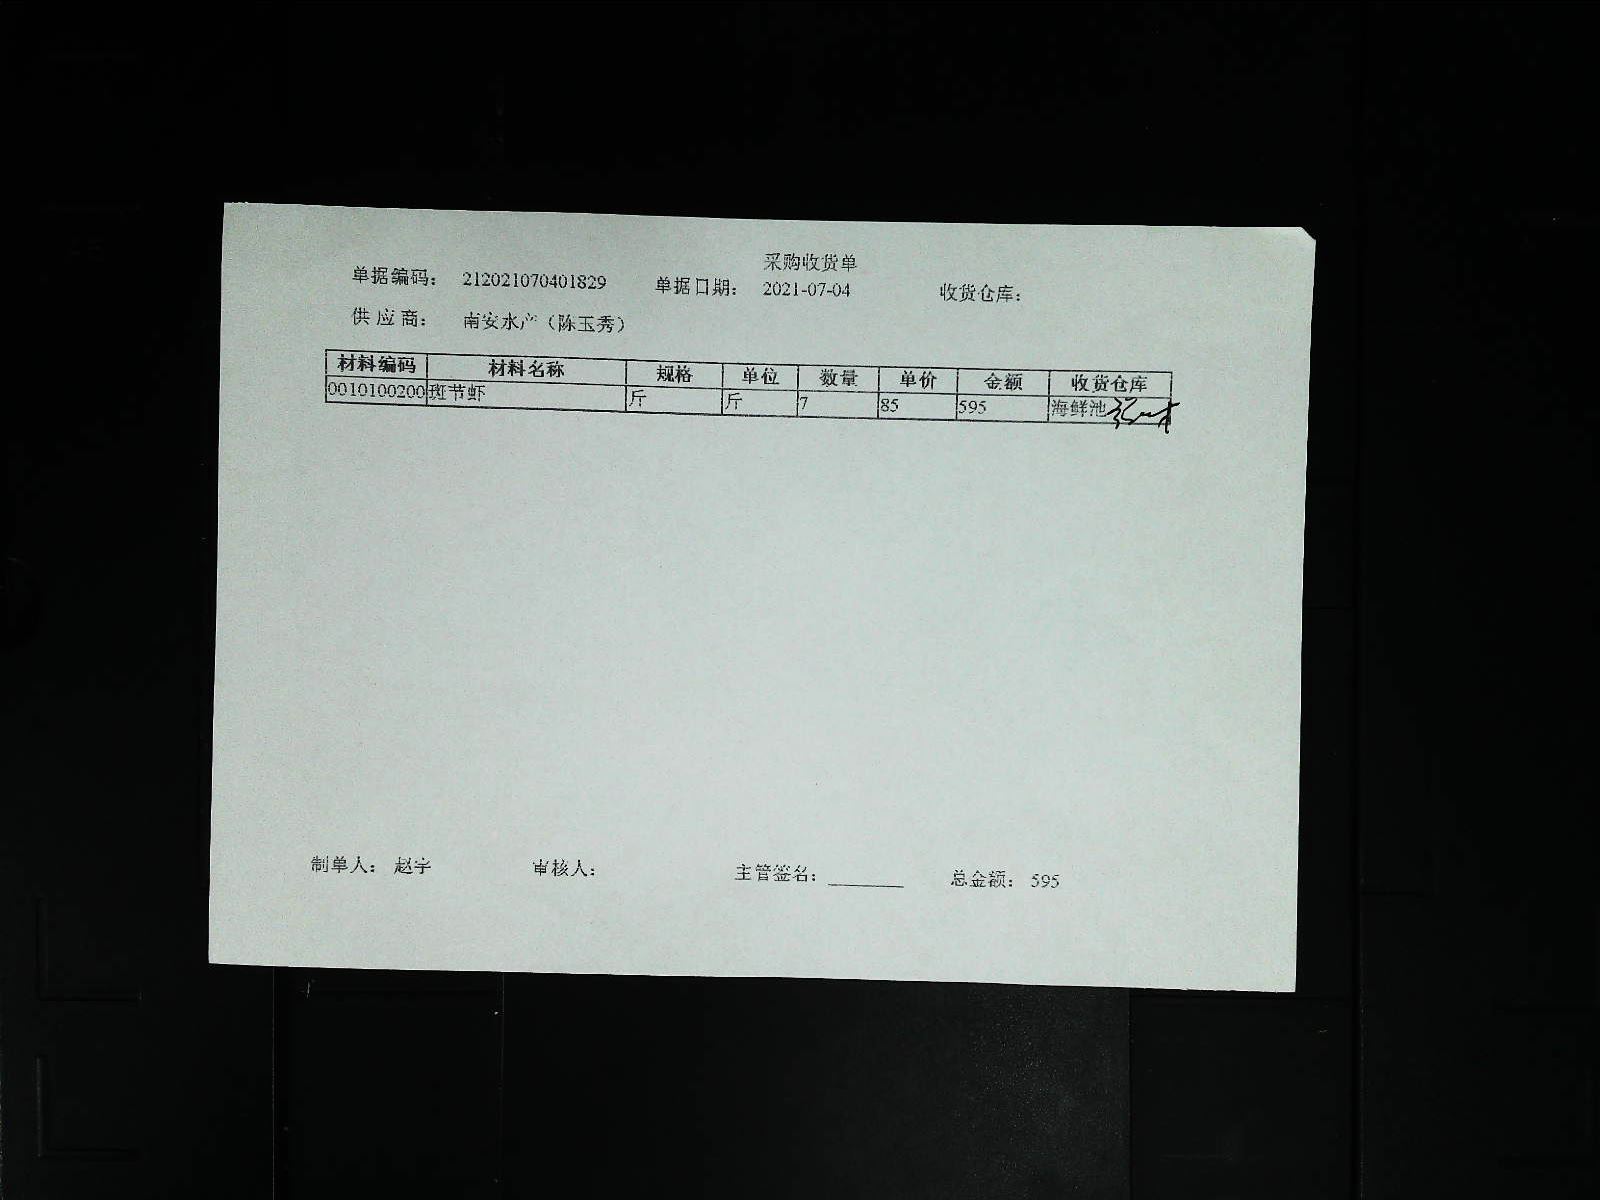 采购收货单
单据编码： 212021070401829 单据日期： 2021-07-04 收货仓库：
供应商： 南安水产（陈玉秀）
材料编码 材料名称 规格 单位 数量 单价 金额 收货仓库
0010100200 斑节虾 斤 斤 7 85 595 海鲜池
制单人： 赵宇 审核人： 主管签名：________ 总金额： 595